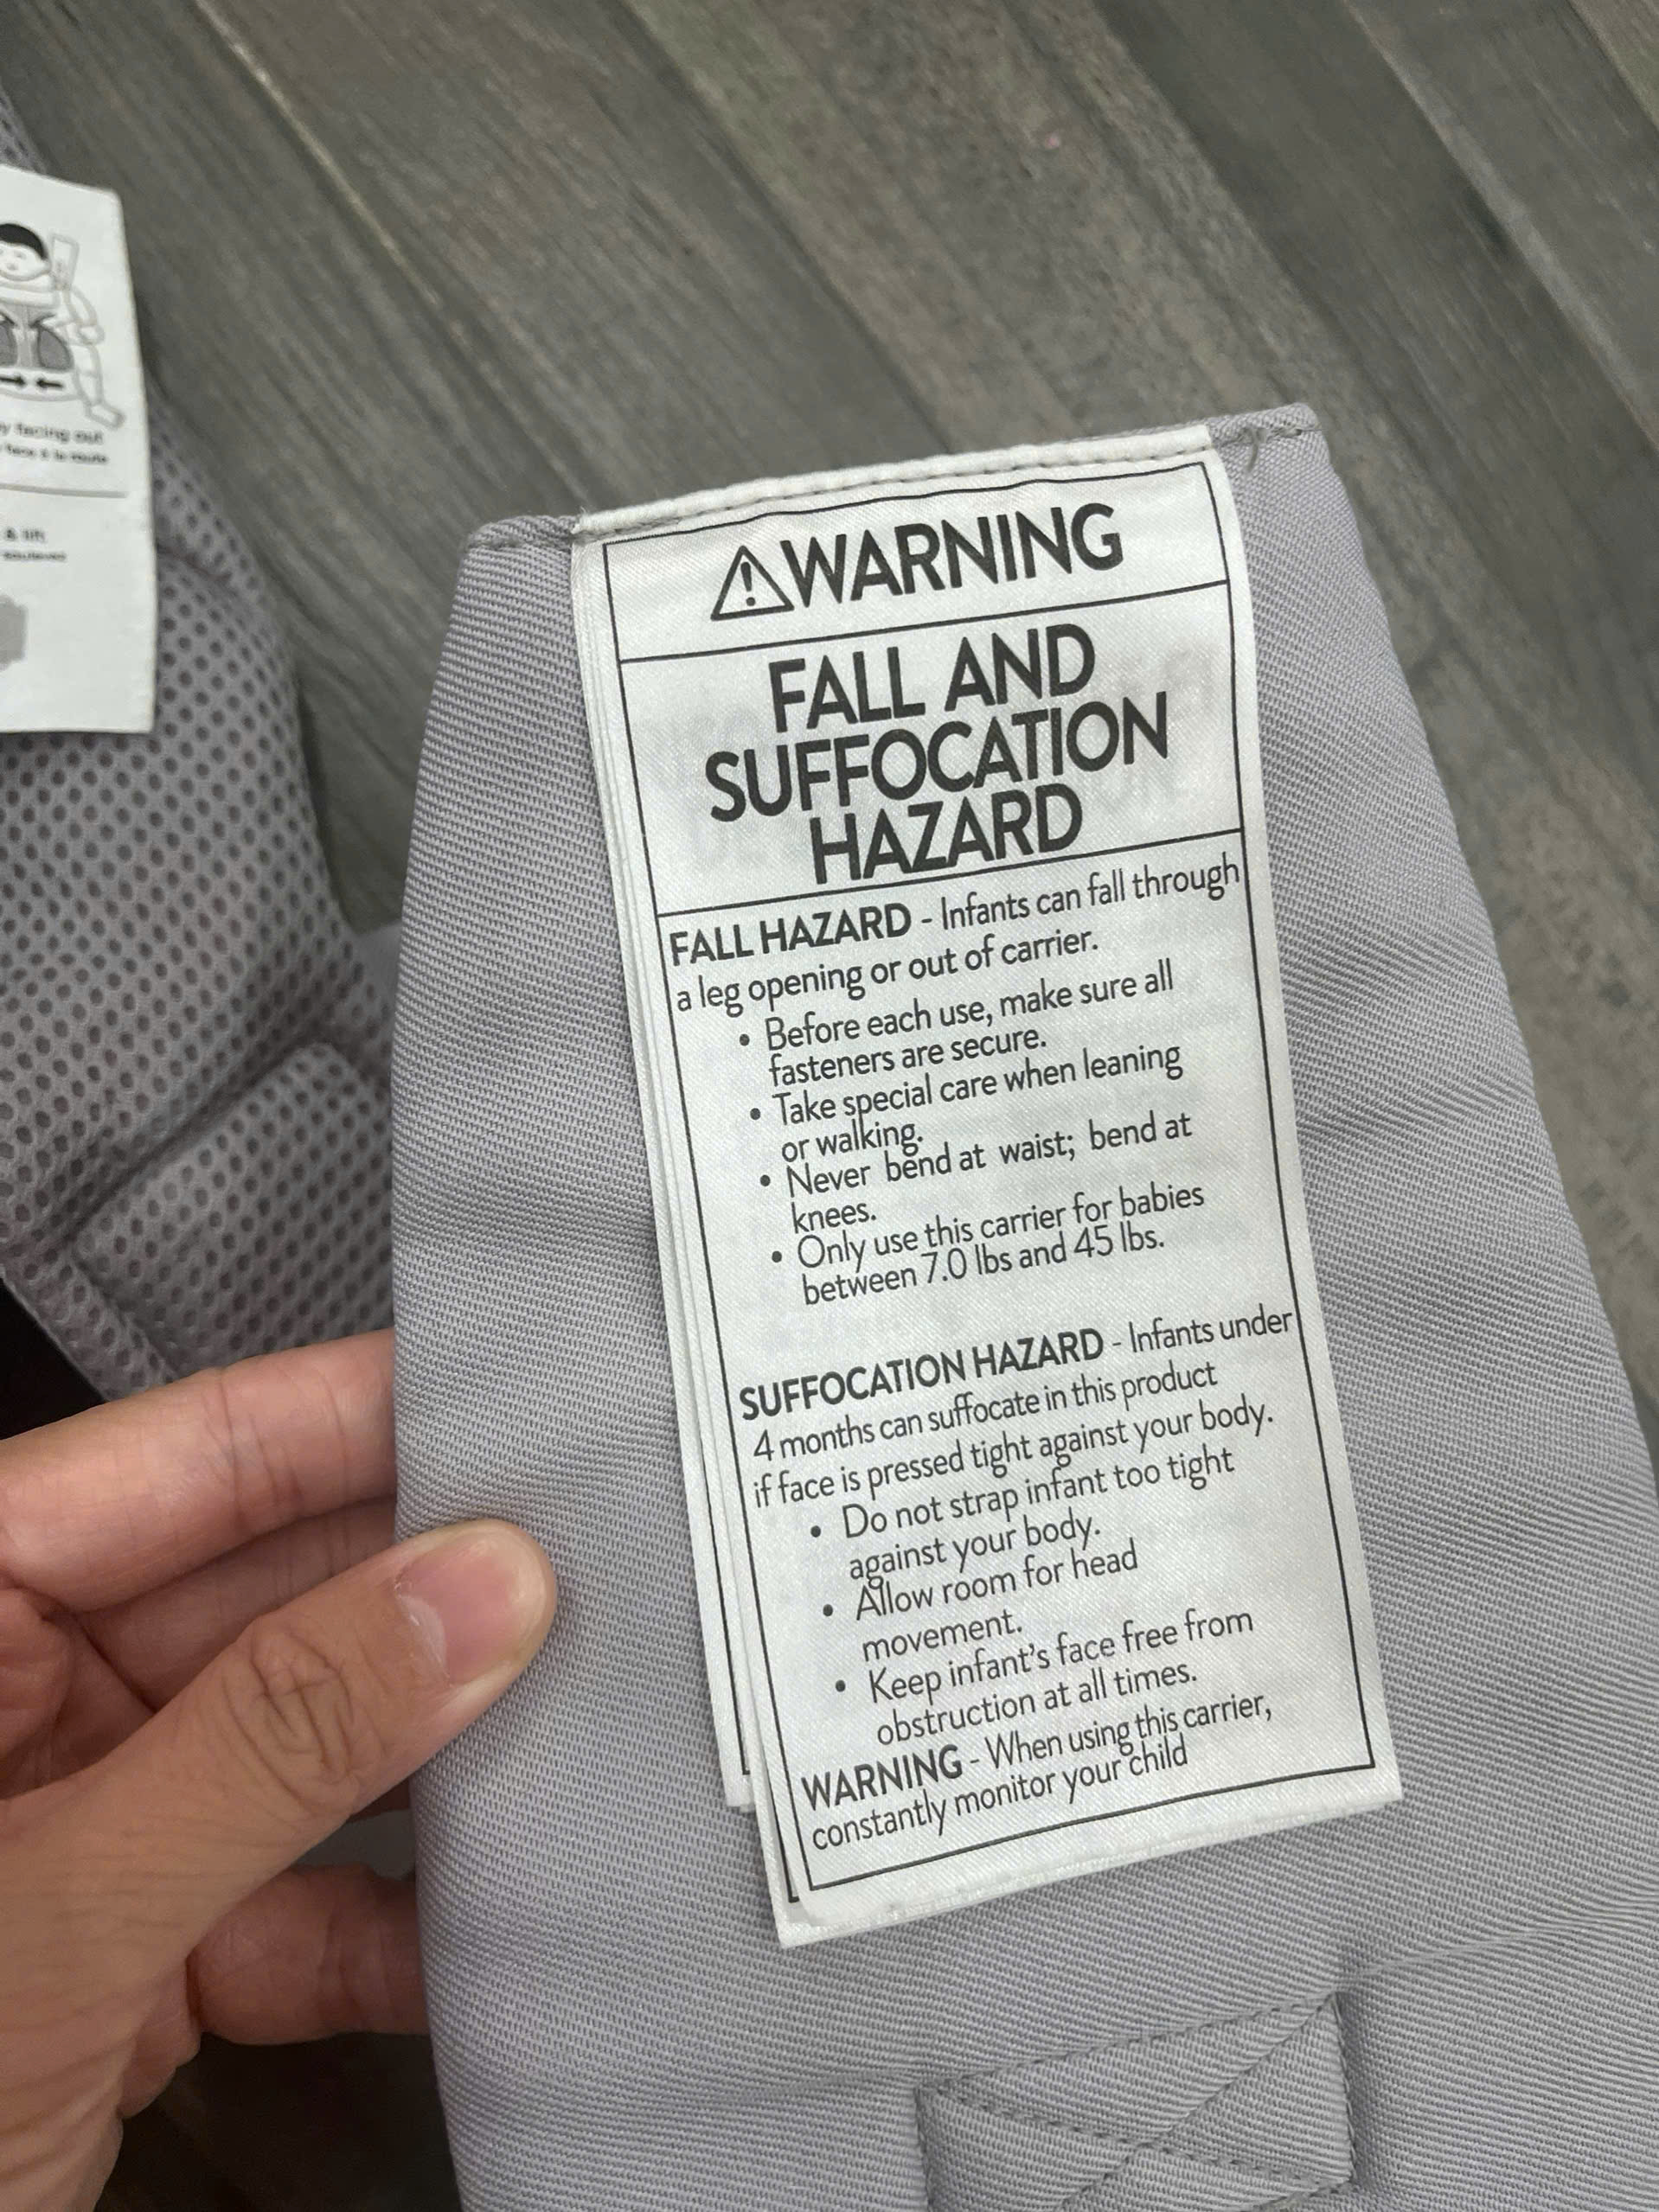 facing out
face à la route
& lift
soulevez
WARNING
FALL AND
SUFFOCATION
HAZARD
FALL HAZARD - Infants can fall through
a leg opening or out of carrier.
• Before each use, make sure all
fasteners are secure.
• Take special care when leaning
or walking.
• Never bend at waist; bend at
knees.
• Only use this carrier for babies
between 7.0 lbs and 45 lbs.
SUFFOCATION HAZARD - Infants under
4 months can suffocate in this product
if face is pressed tight against your body.
• Do not strap infant too tight
against your body.
• Allow room for head
movement.
• Keep infant's face free from
obstruction at all times.
WARNING - When using this carrier,
constantly monitor your child